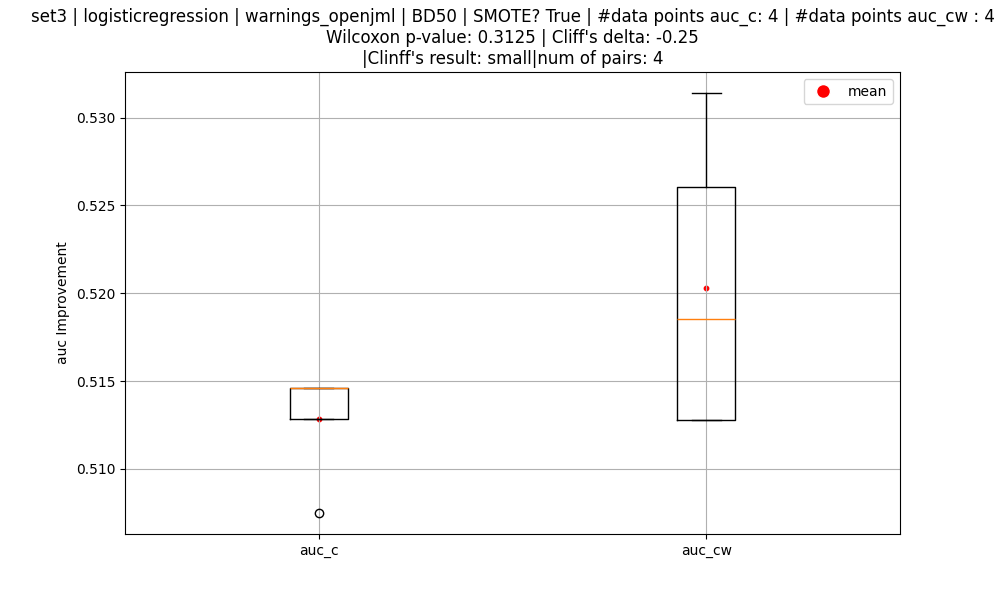 set3 | logisticregression | warnings_openjml | BD50 | SMOTE? True | #data points auc_c: 4 | #data points auc_cw : 4
Wilcoxon p-value: 0.3125 | Cliff's delta: -0.25
|Clinff's result: small|num of pairs: 4
mean
0.530
0.525
0.520
0.515
0.510
auc Improvement
auc_c
auc_cw